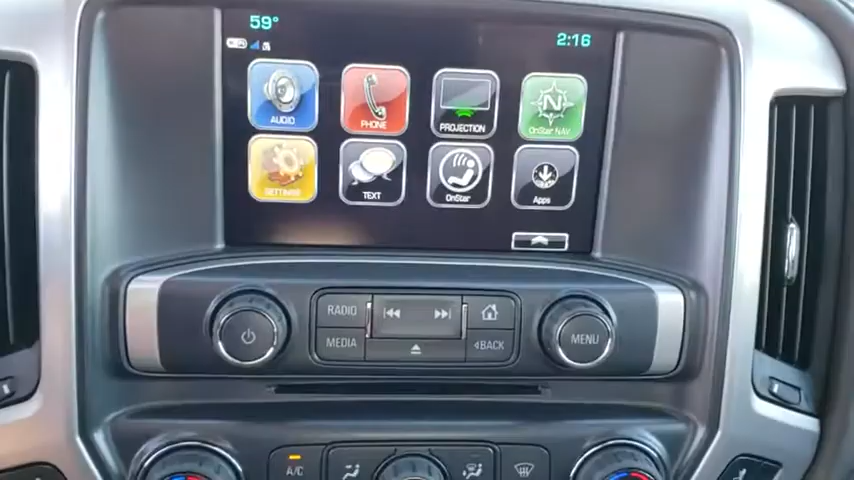 59°
2:16
AUDIO
PHONE
PROJECTION
N
OnStar NAV
SETTINGS
TEXT
OnStar
Apps
RADIO
MEDIA
BACK
MENU
A/C